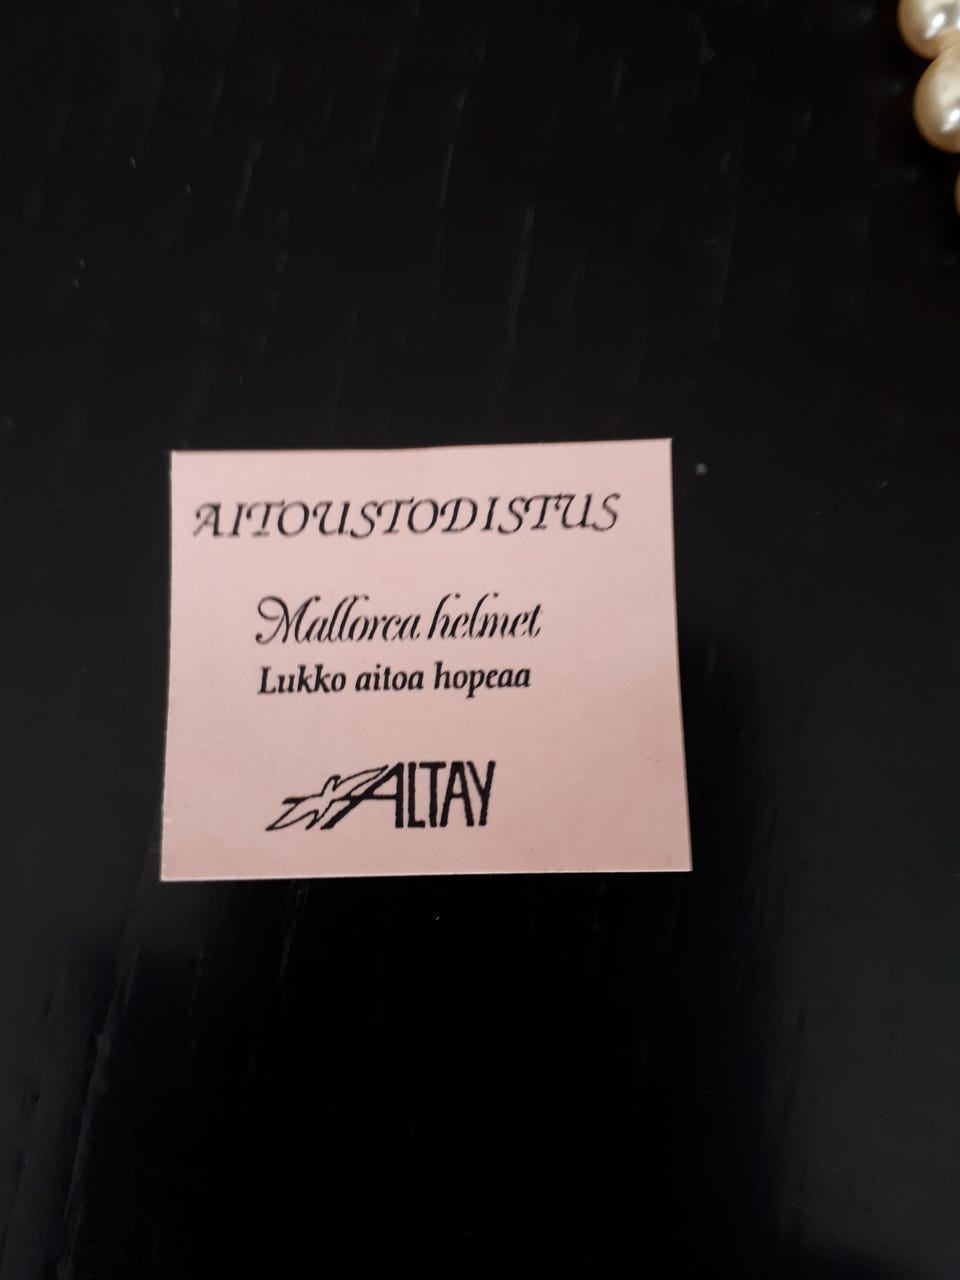 AITOUSTODISTUS
Mallorca helmet
Lukko aitoa hopeaa
ALTAY